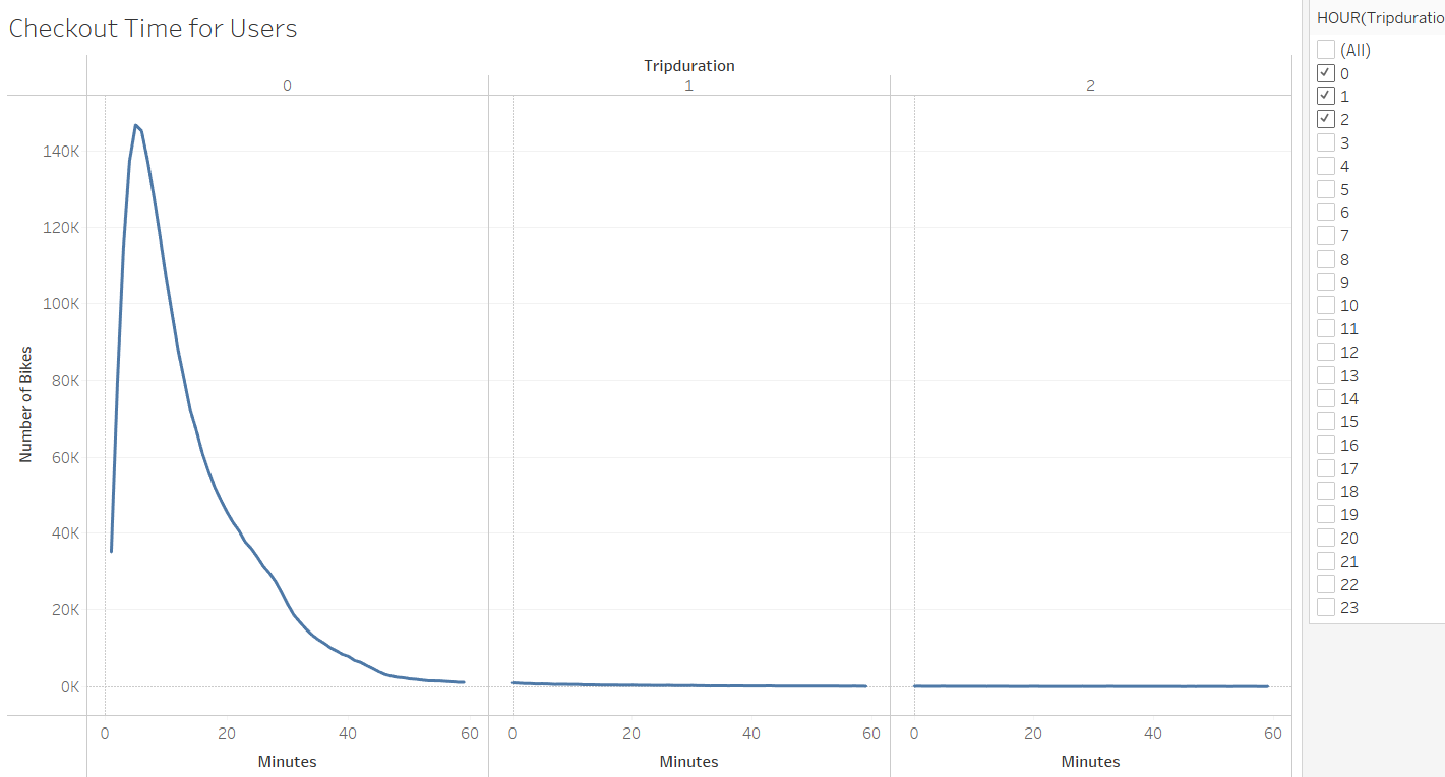 Checkout Time for Users
Tripduration
0 1 2
140K
120K
100K
80K
60K
40K
20K
0K
Number of Bikes
0 20 40 60 0 20 40 60 0 20 40 60
Minutes Minutes Minutes
HOUR(Tripduratio
(All)
0
1
2
3
4
5
6
7
8
9
10
11
12
13
14
15
16
17
18
19
20
21
22
23